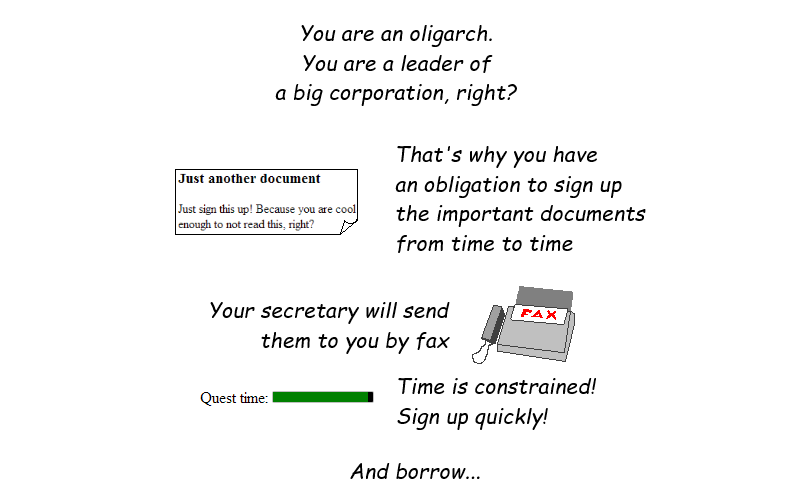 You are an oligarch.
You are a leader of
a big corporation, right?
That's why you have
an obligation to sign up
the important documents
from time to time
Just another document
Just sign this up! Because you are cool
enough to not read this, right?
Your secretary will send
them to you by fax
FAX
Quest time:
Time is constrained!
Sign up quickly!
And borrow...